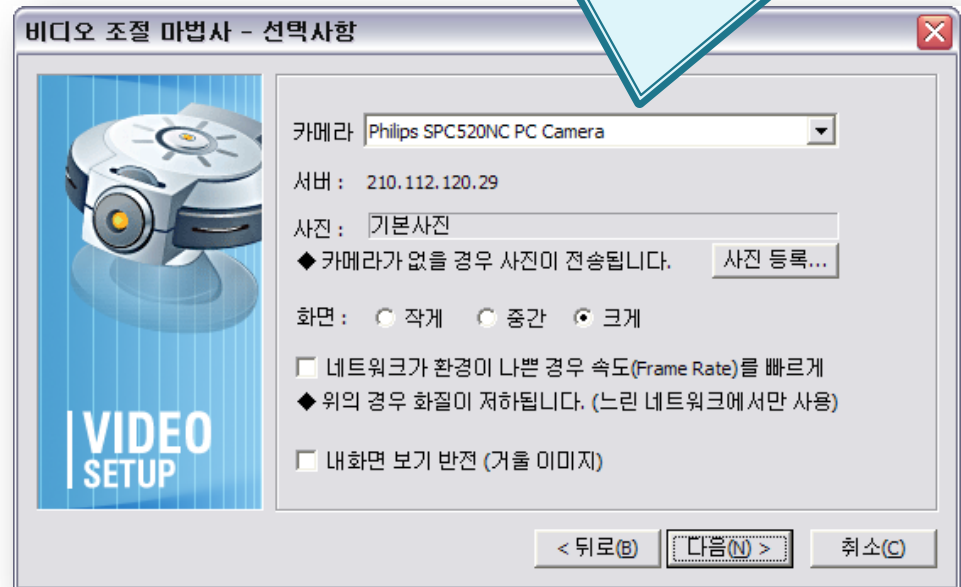 비디오 조절 마법사 - 선택사항
카메라 Philips SPC520NC PC Camera
서버 : 210.112.120.29
사진 : 기본사진
◆ 카메라가 없을 경우 사진이 전송됩니다. 사진 등록...
화면 : 작게 중간 크게
네트워크가 환경이 나쁜 경우 속도(Frame Rate)를 빠르게
◆ 위의 경우 화질이 저하됩니다. (느린 네트워크에서만 사용)
내화면 보기 반전 (거울 이미지)
VIDEO
SETUP
< 뒤로(B) 다음(N) > 취소(C)